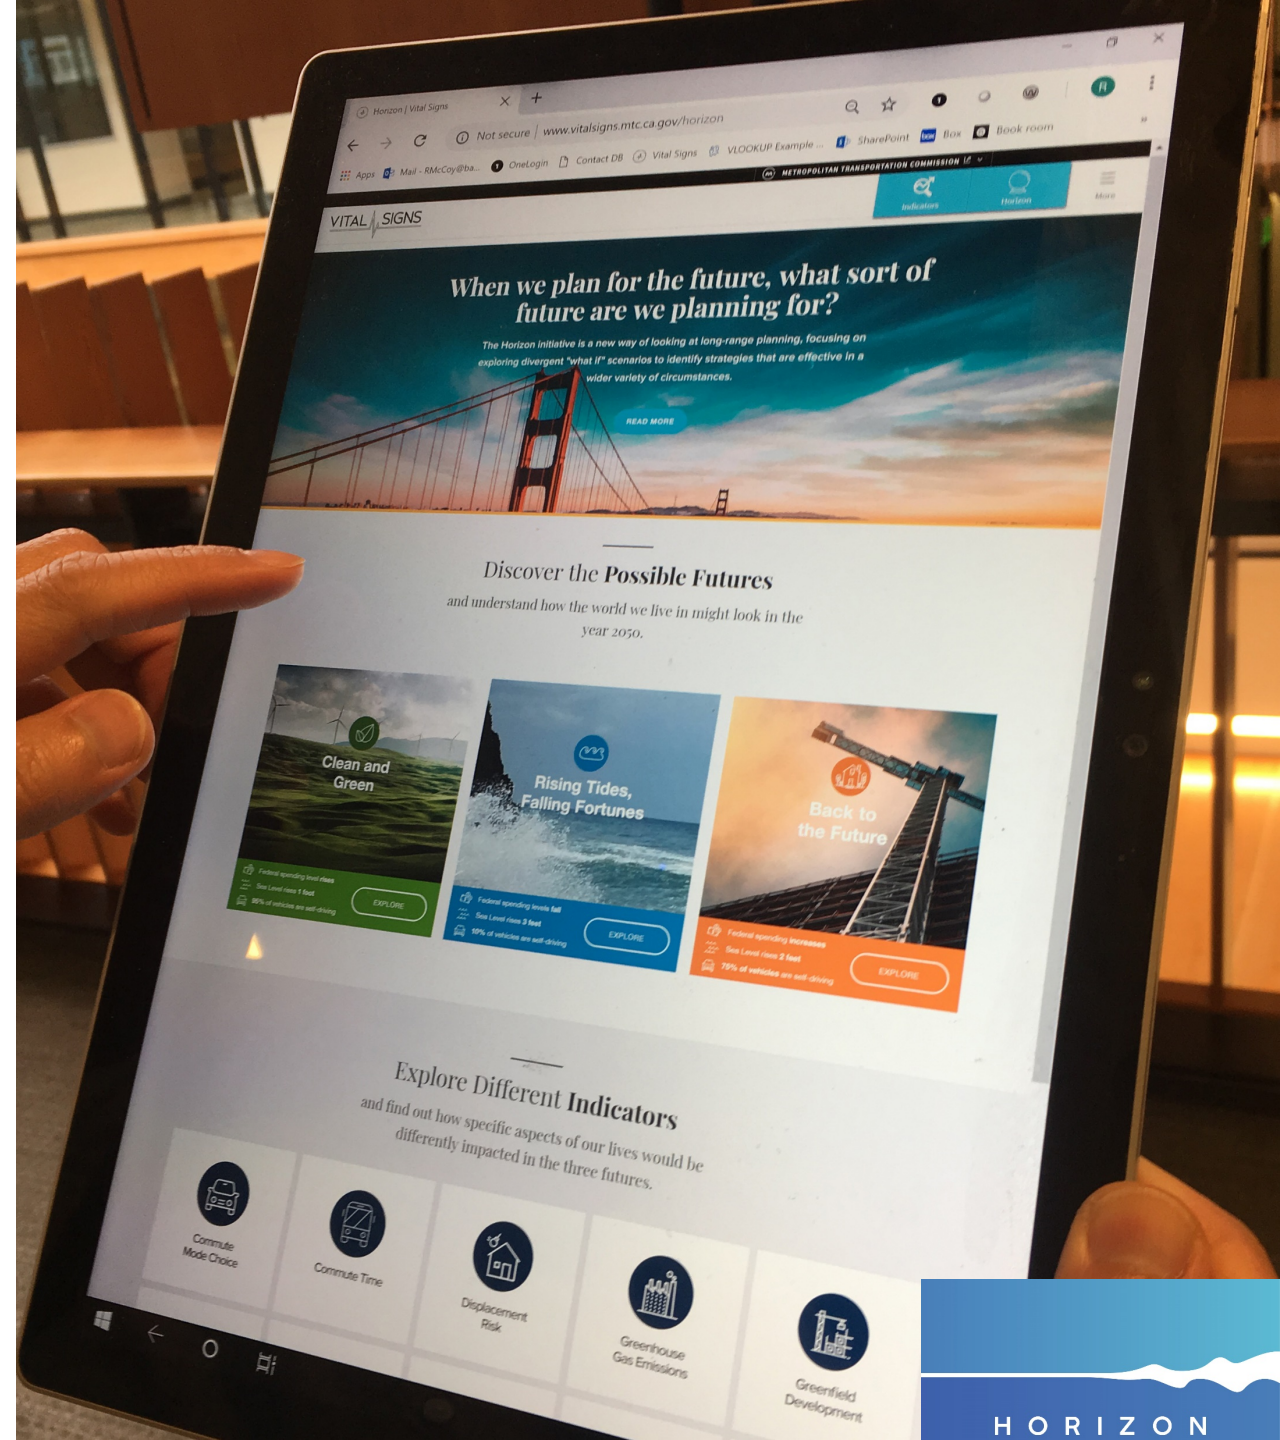 Horizon | Vital Signs
Not secure | www.vitalsigns.mtc.ca.gov/horizon
Apps Mail - RMcCoy@ba... OneLogin Contact DB Vital Signs VLOOKUP Example ... SharePoint Box Book room
METROPOLITAN TRANSPORTATION COMMISSION
VITAL SIGNS
Indicators
Horizon
More
When we plan for the future, what sort of
future are we planning for?
The Horizon initiative is a new way of looking at long-range planning, focusing on
exploring divergent "what if" scenarios to identify strategies that are effective in a
wider variety of circumstances.
READ MORE
Discover the Possible Futures
and understand how the world we live in might look in the
year 2050.
Clean and
Green
Federal spending level rises
Sea Level rises 1 foot
95% of vehicles are self-driving
EXPLORE
Rising Tides,
Falling Fortunes
Federal spending levels fall
Sea Level rises 3 feet
10% of vehicles are self-driving
EXPLORE
Back to
the Future
Federal spending increases
Sea Level rises 2 feet
75% of vehicles are self-driving
EXPLORE
Explore Different Indicators
and find out how specific aspects of our lives would be
differently impacted in the three futures.
Commute
Mode Choice
Commute Time
Displacement
Risk
Greenhouse
Gas Emissions
Greenfield
Development
HORIZON